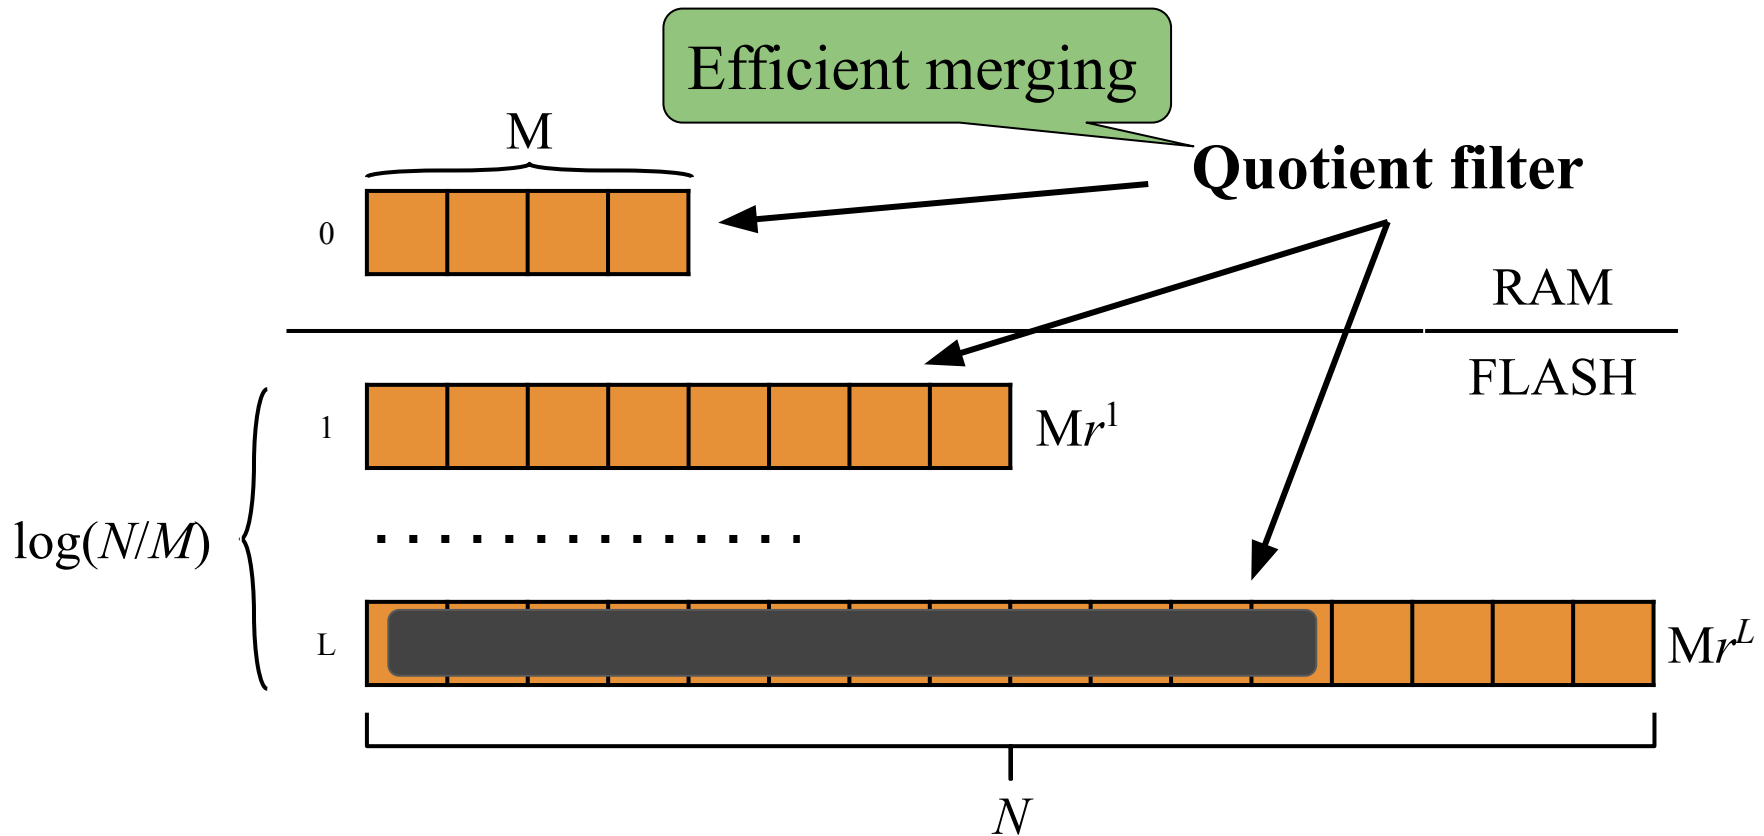 Efficient merging
M
Quotient filter
0
RAM
FLASH
1
Mr¹
log(N/M)
L
Mrᴸ
N